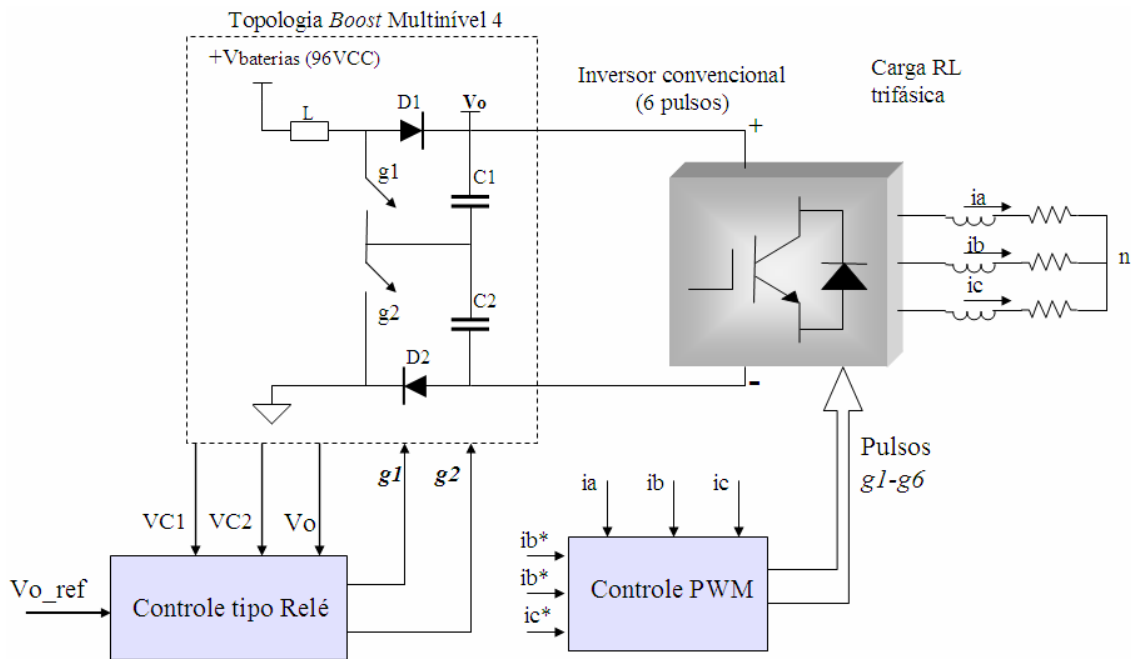 Topologia Boost Multinível 4
+Vbaterias (96VCC)
L
D1
Vo
g1
C1
g2
C2
D2
Inversor convencional
(6 pulsos)
+
-
Carga RL
trifásica
ia
ib
ic
n
VC1
VC2
Vo
g1
g2
Vo_ref
Controle tipo Relé
ia
ib
ic
ib*
ib*
ic*
Controle PWM
Pulsos
g1-g6